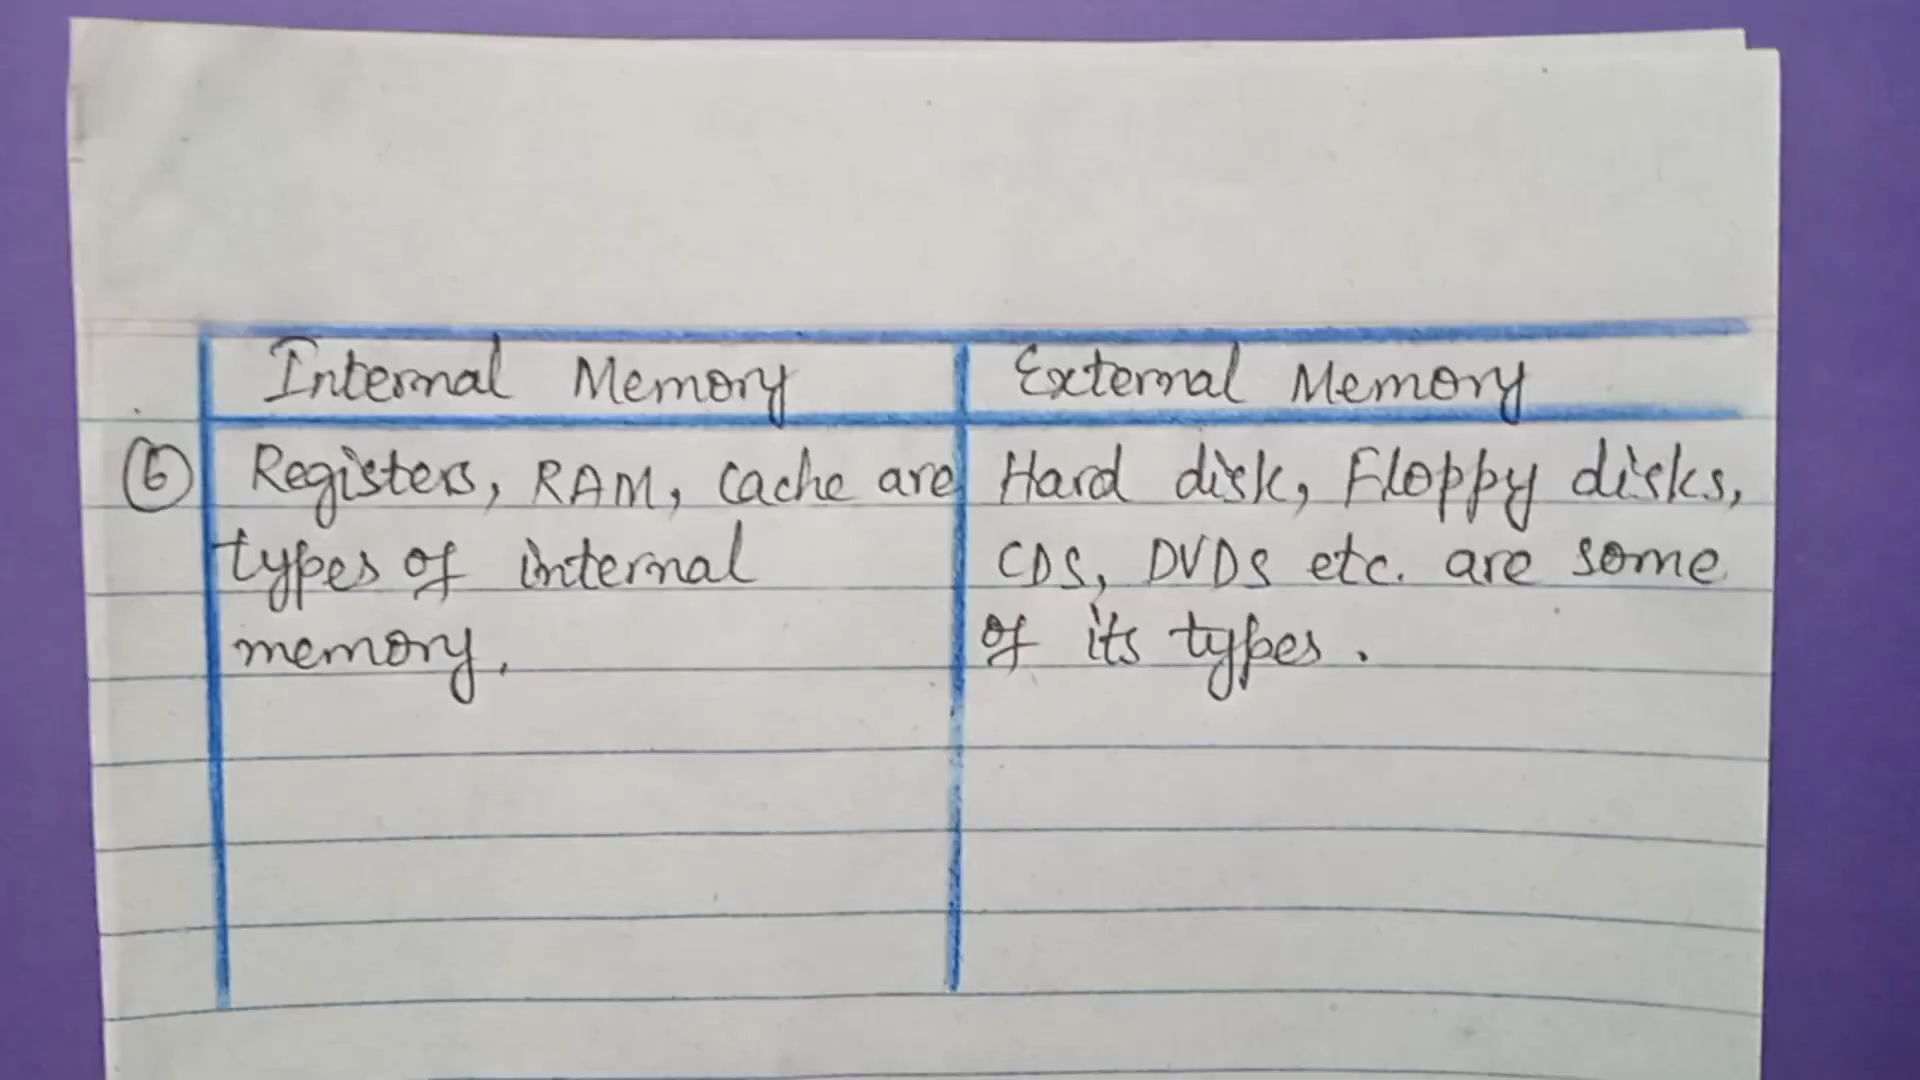 Internal Memory
External Memory
6
Registers, RAM, Cache are
types of internal
memory.
Hard disk, Floppy disks,
CDS, DVDS etc. are some
of its types.